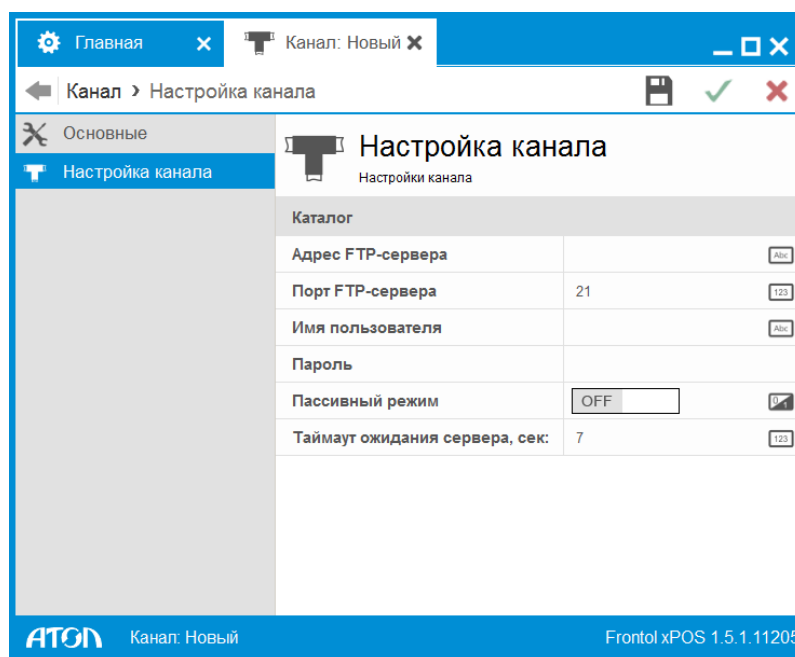 Главная
Канал: Новый
Канал › Настройка канала
Основные
Настройка канала
Настройка канала
Настройки канала
Каталог
Адрес FTP-сервера Abc
Порт FTP-сервера 21 123
Имя пользователя Abc
Пароль
Пассивный режим OFF 0 1
Таймаут ожидания сервера, сек: 7 123
АТОЛ Канал: Новый Frontol xPOS 1.5.1.11205